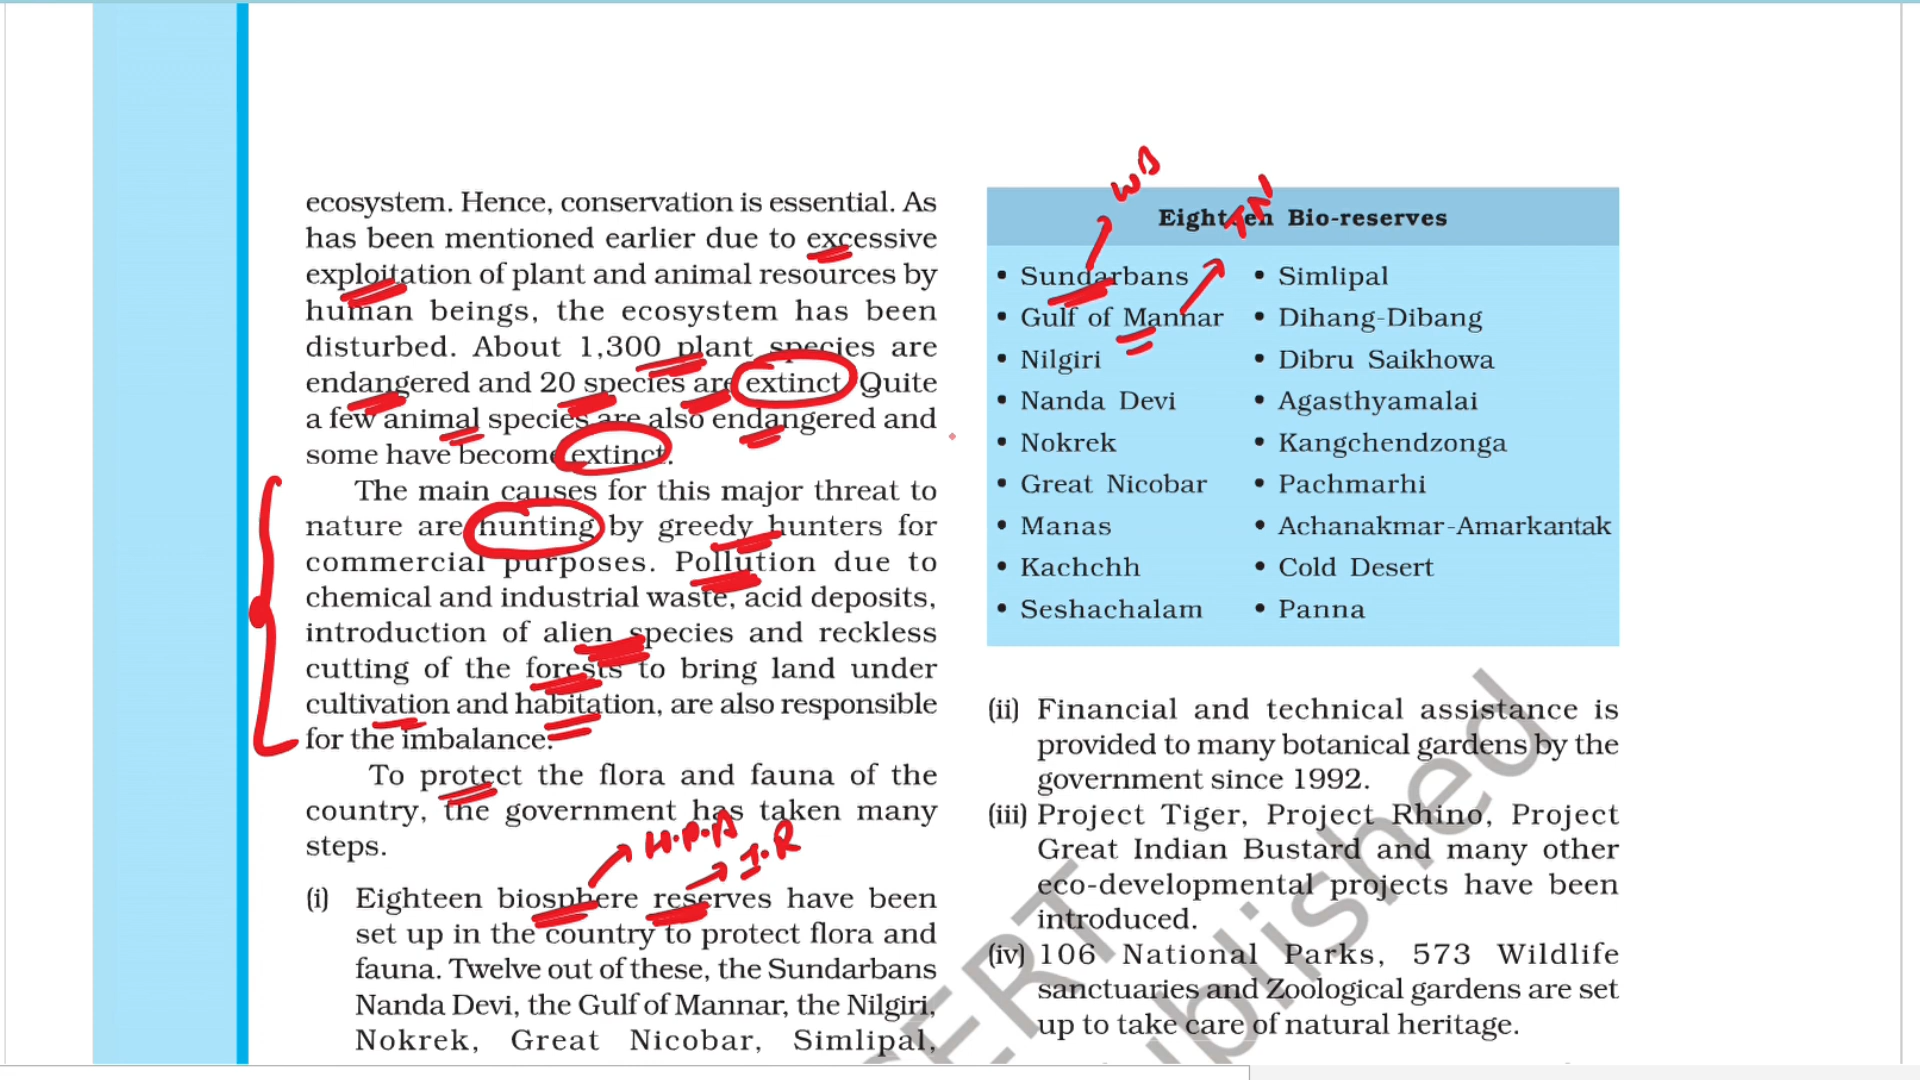 ecosystem. Hence, conservation is essential. As
has been mentioned earlier due to excessive
exploitation of plant and animal resources by
human beings, the ecosystem has been
disturbed. About 1,300 plant species are
endangered and 20 species are extinct. Quite
a few animal species are also endangered and
some have become extinct.
The main causes for this major threat to
nature are hunting by greedy hunters for
commercial purposes. Pollution due to
chemical and industrial waste, acid deposits,
introduction of alien species and reckless
cutting of the forests to bring land under
cultivation and habitation, are also responsible
for the imbalance.
To protect the flora and fauna of the
country, the government has taken many
steps.
H.P.A
I.R
(i) Eighteen biosphere reserves have been
set up in the country to protect flora and
fauna. Twelve out of these, the Sundarbans
Nanda Devi, the Gulf of Mannar, the Nilgiri,
Nokrek, Great Nicobar, Simlipal,
WB
TN
Eighteen Bio-reserves
• Sundarbans
• Gulf of Mannar
• Nilgiri
• Nanda Devi
• Nokrek
• Great Nicobar
• Manas
• Kachchh
• Seshachalam
• Simlipal
• Dihang-Dibang
• Dibru Saikhowa
• Agasthyamalai
• Kangchendzonga
• Pachmarhi
• Achanakmar-Amarkantak
• Cold Desert
• Panna
(ii) Financial and technical assistance is
provided to many botanical gardens by the
government since 1992.
(iii) Project Tiger, Project Rhino, Project
Great Indian Bustard and many other
eco-developmental projects have been
introduced.
(iv) 106 National Parks, 573 Wildlife
sanctuaries and Zoological gardens are set
up to take care of natural heritage.